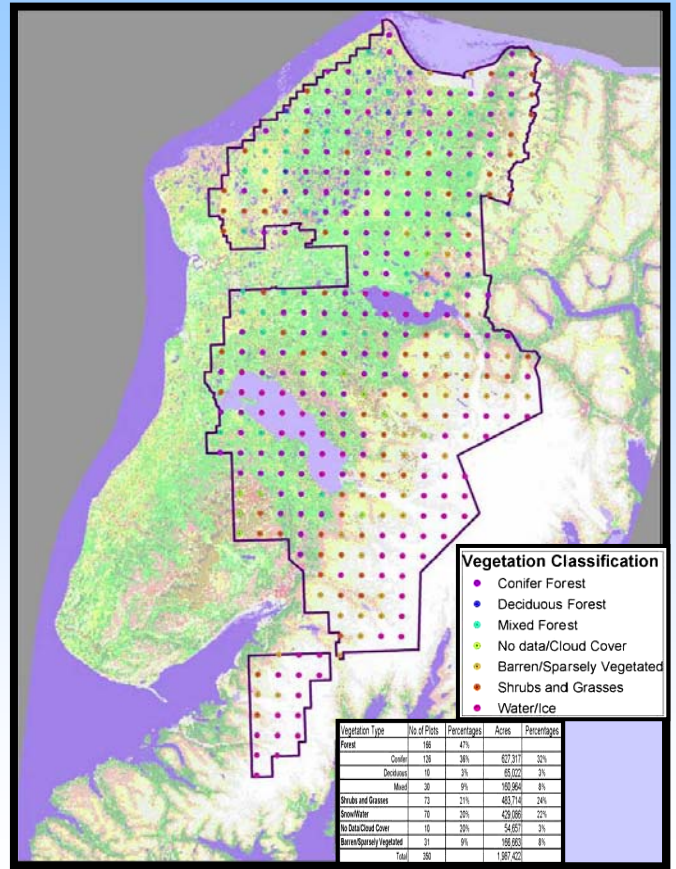 Vegetation Classification
Conifer Forest
Deciduous Forest
Mixed Forest
No data/Cloud Cover
Barren/Sparsely Vegetated
Shrubs and Grasses
Water/Ice
Vegetation Type No. of Plots Percentages Acres Percentages
Forest 166 47%
Conifer 126 36% 627,317 32%
Deciduous 10 3% 65,022 3%
Mixed 30 9% 160,964 8%
Shrubs and Grasses 73 21% 483,714 24%
Snow/Water 70 20% 429,086 22%
No Data/Cloud Cover 10 20% 54,657 3%
Barren/Sparsely Vegetated 31 9% 166,663 8%
Total 350 1,987,422